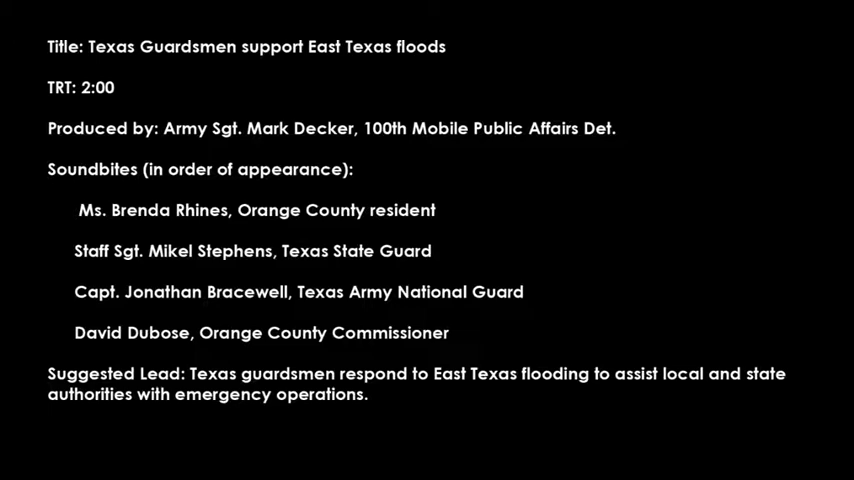 Title: Texas Guardsmen support East Texas floods
TRT: 2:00
Produced by: Army Sgt. Mark Decker, 100th Mobile Public Affairs Det.
Soundbites (in order of appearance):
Ms. Brenda Rhines, Orange County resident
Staff Sgt. Mikel Stephens, Texas State Guard
Capt. Jonathan Bracewell, Texas Army National Guard
David Dubose, Orange County Commissioner
Suggested Lead: Texas guardsmen respond to East Texas flooding to assist local and state
authorities with emergency operations.